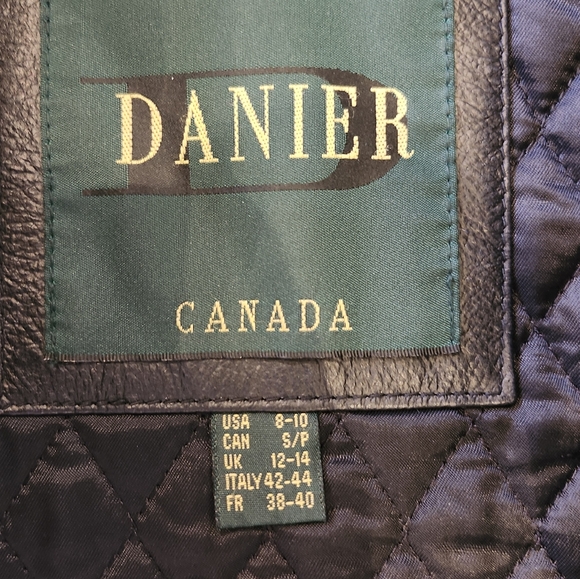 DANIER
CANADA
USA 8-10
CAN S/P
UK 12-14
ITALY 42-44
FR 38-40